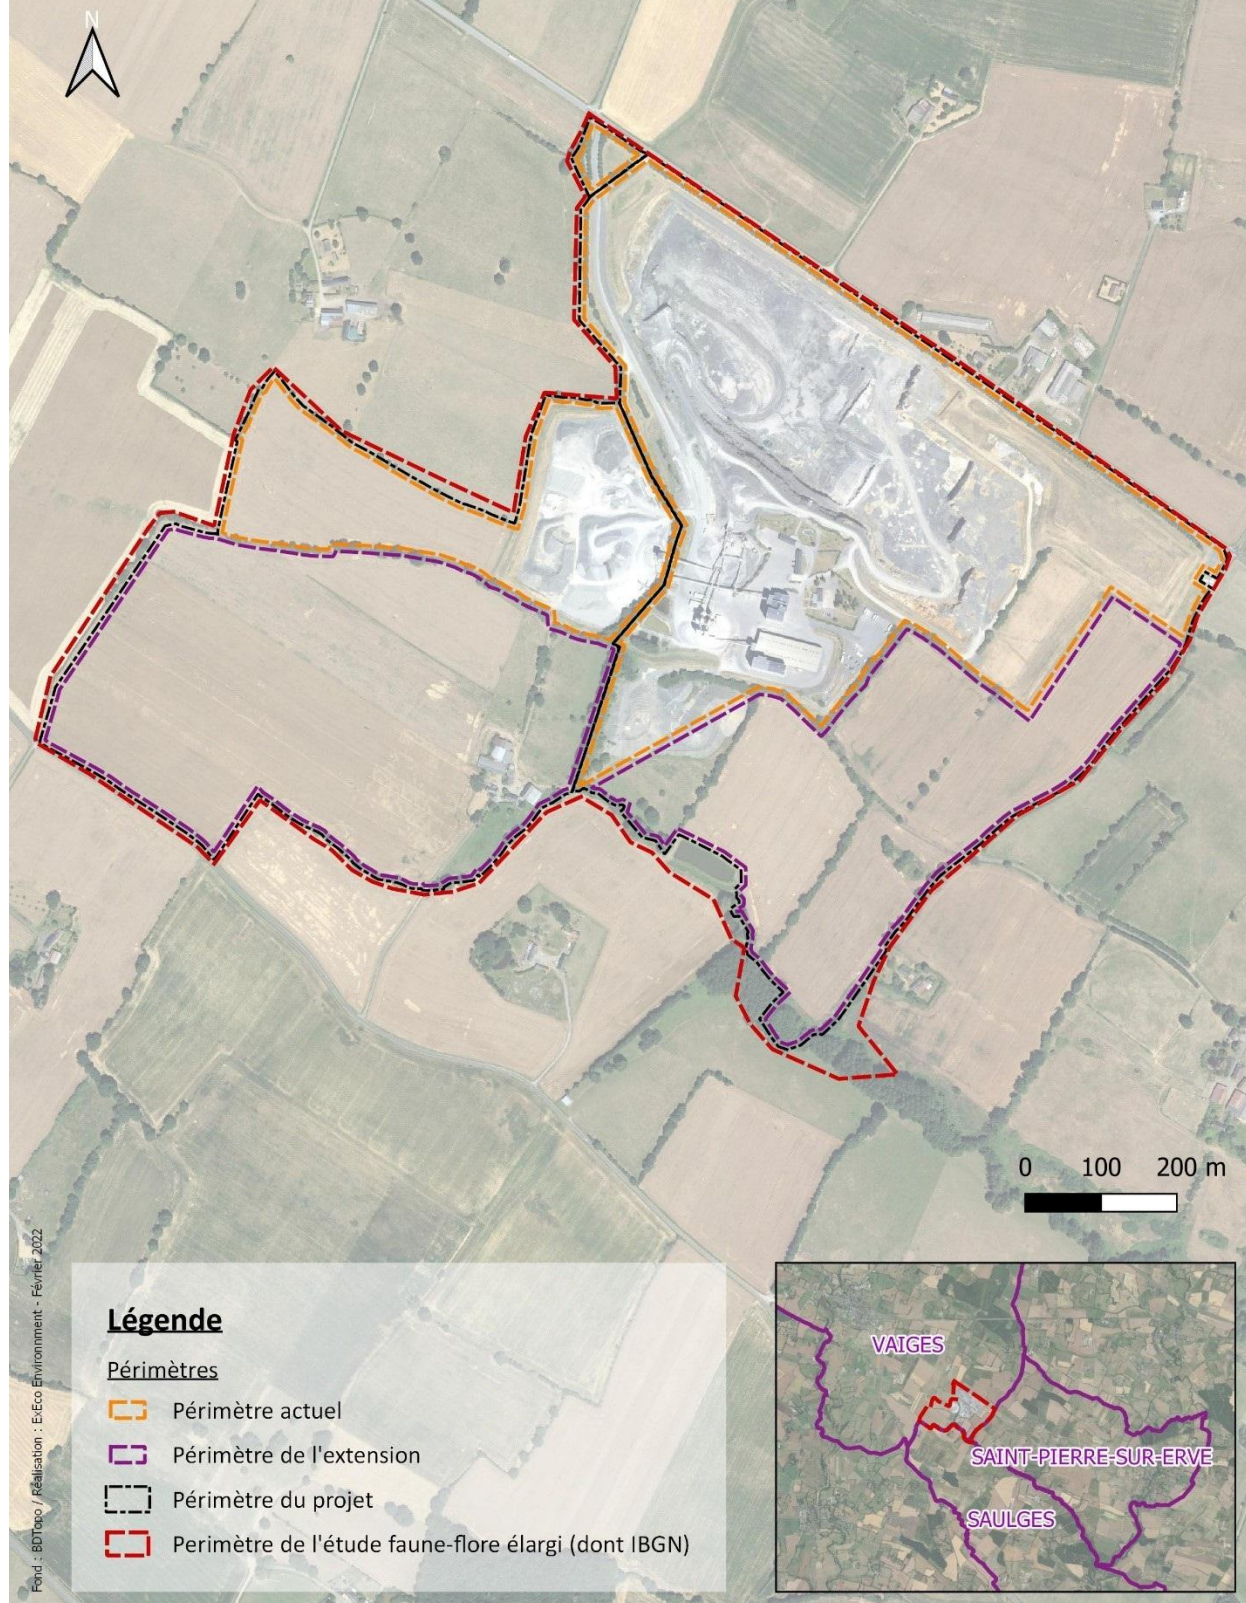 N
0 100 200 m
Légende
Périmètres
Périmètre actuel
Périmètre de l'extension
Périmètre du projet
Perimètre de l'étude faune-flore élargi (dont IBGN)
VAIGES
SAINT-PIERRE-SUR-ERVE
SAULGES
Fond : BDTopo / Réalisation : ExEco Environnment - Février 2022